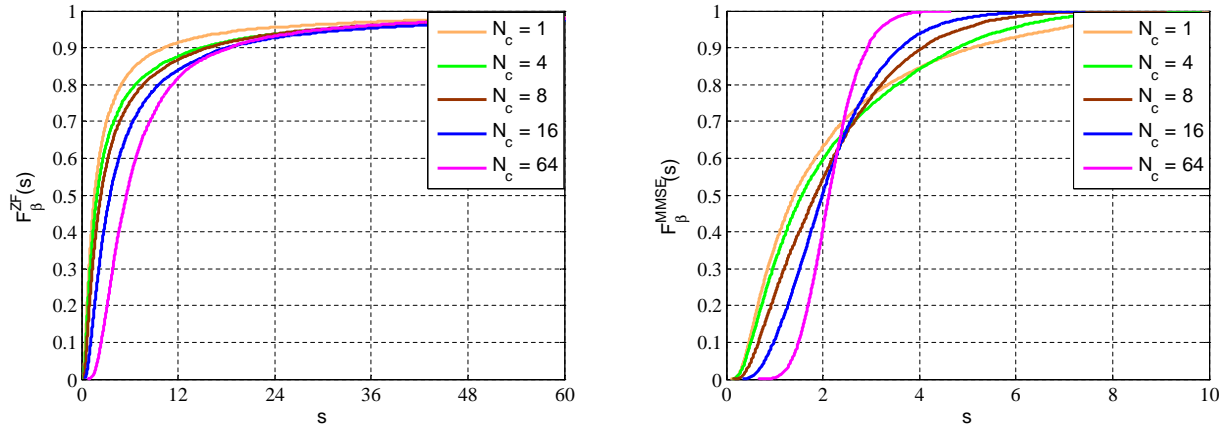 1
0.9
0.8
0.7
0.6
0.5
0.4
0.3
0.2
0.1
0
F_β^ZF(s)
0 12 24 36 48 60
s
N_c = 1
N_c = 4
N_c = 8
N_c = 16
N_c = 64
1
0.9
0.8
0.7
0.6
0.5
0.4
0.3
0.2
0.1
0
F_β^MMSE(s)
0 2 4 6 8 10
s
N_c = 1
N_c = 4
N_c = 8
N_c = 16
N_c = 64